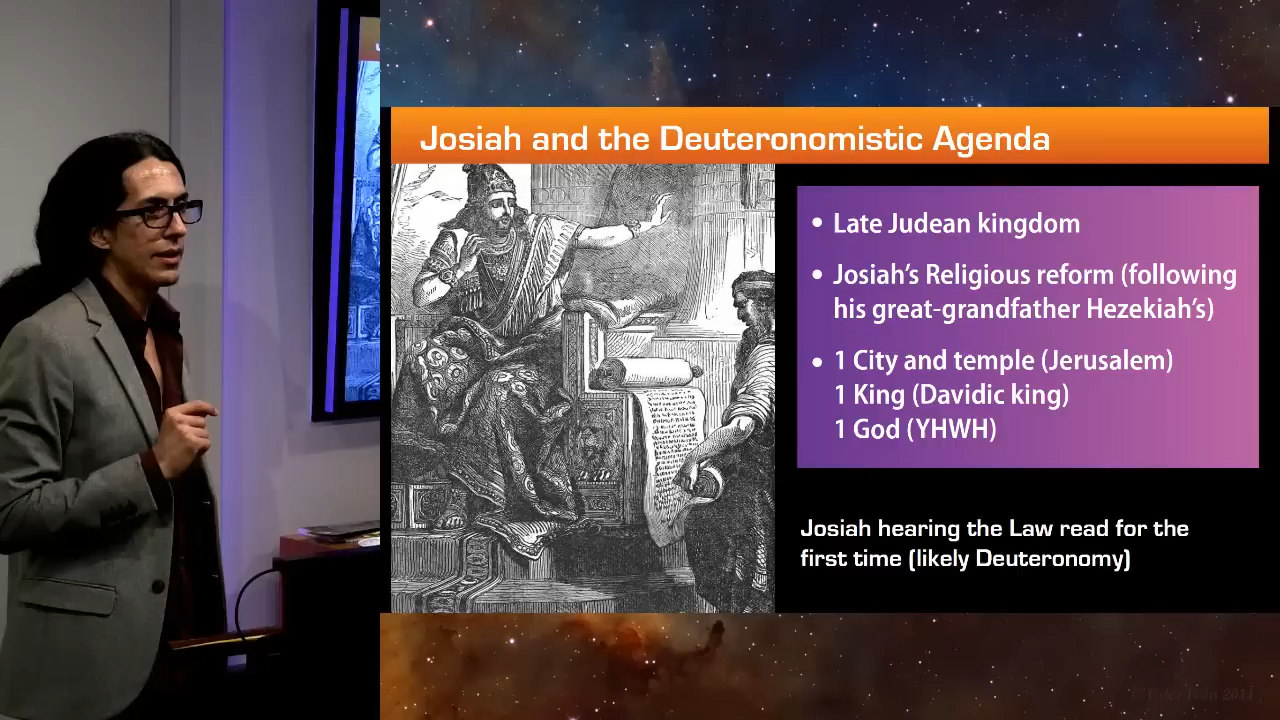 Josiah and the Deuteronomistic Agenda
• Late Judean kingdom
• Josiah’s Religious reform (following
his great-grandfather Hezekiah’s)
• 1 City and temple (Jerusalem)
1 King (Davidic king)
1 God (YHWH)
Josiah hearing the Law read for the
first time (likely Deuteronomy)